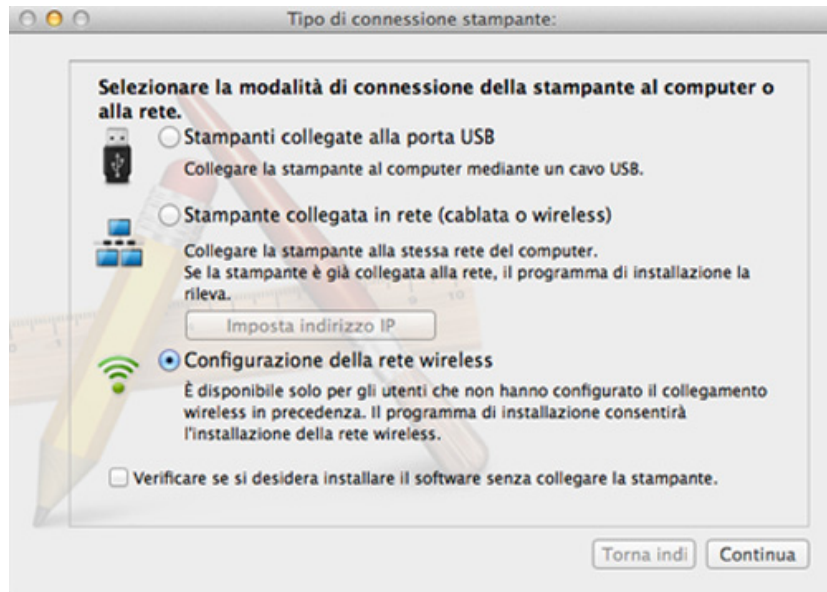 Tipo di connessione stampante:
Selezionare la modalità di connessione della stampante al computer o
alla rete.
Stampanti collegate alla porta USB
Collegare la stampante al computer mediante un cavo USB.
Stampante collegata in rete (cablata o wireless)
Collegare la stampante alla stessa rete del computer.
Se la stampante è già collegata alla rete, il programma di installazione la
rileva.
Imposta indirizzo IP
Configurazione della rete wireless
È disponibile solo per gli utenti che non hanno configurato il collegamento
wireless in precedenza. Il programma di installazione consentirà
l'installazione della rete wireless.
Verificare se si desidera installare il software senza collegare la stampante.
Torna indi
Continua